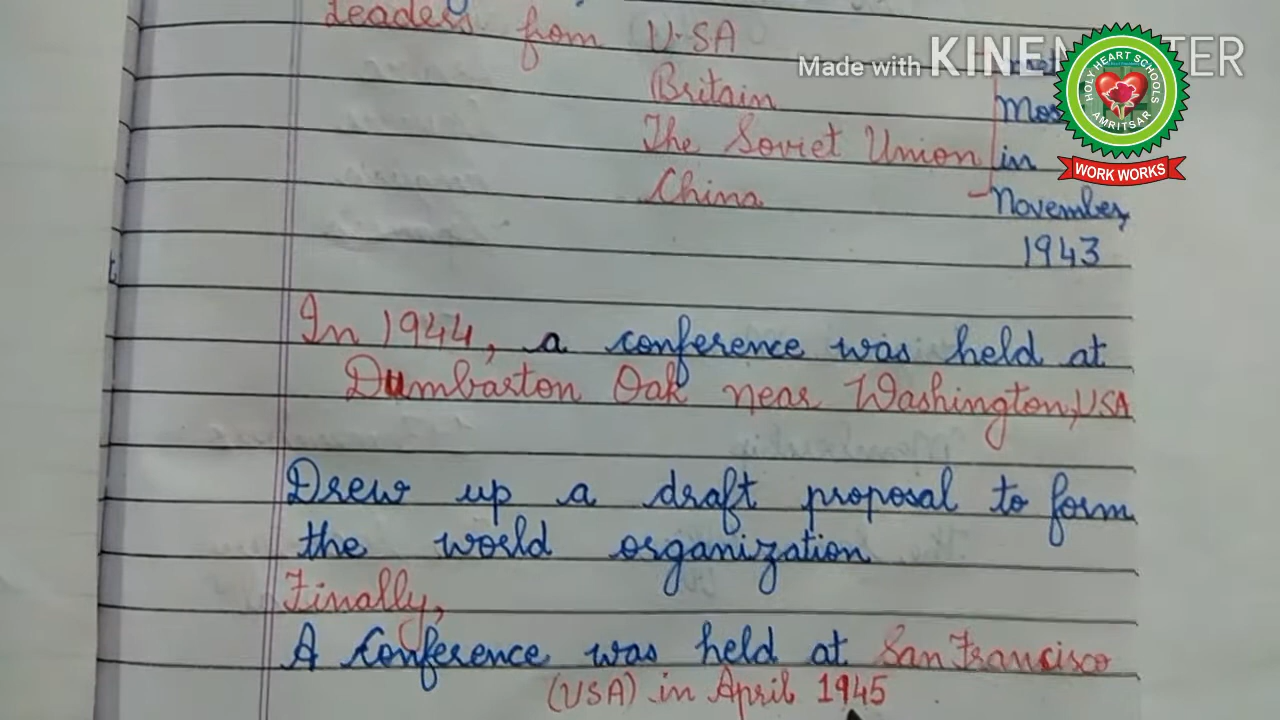 Leaders from U.S.A
Made with KINEMASTER
Britain
The Soviet Union in
China
November,
1943
In 1944, a conference was held at
Dumbarton Oak near Washington, USA
Drew up a draft proposal to form
the world organization
Finally,
A Conference was held at San Francisco
(USA) in April 1945
HOLY HEART SCHOOLS
AMRITSAR
WORK WORKS